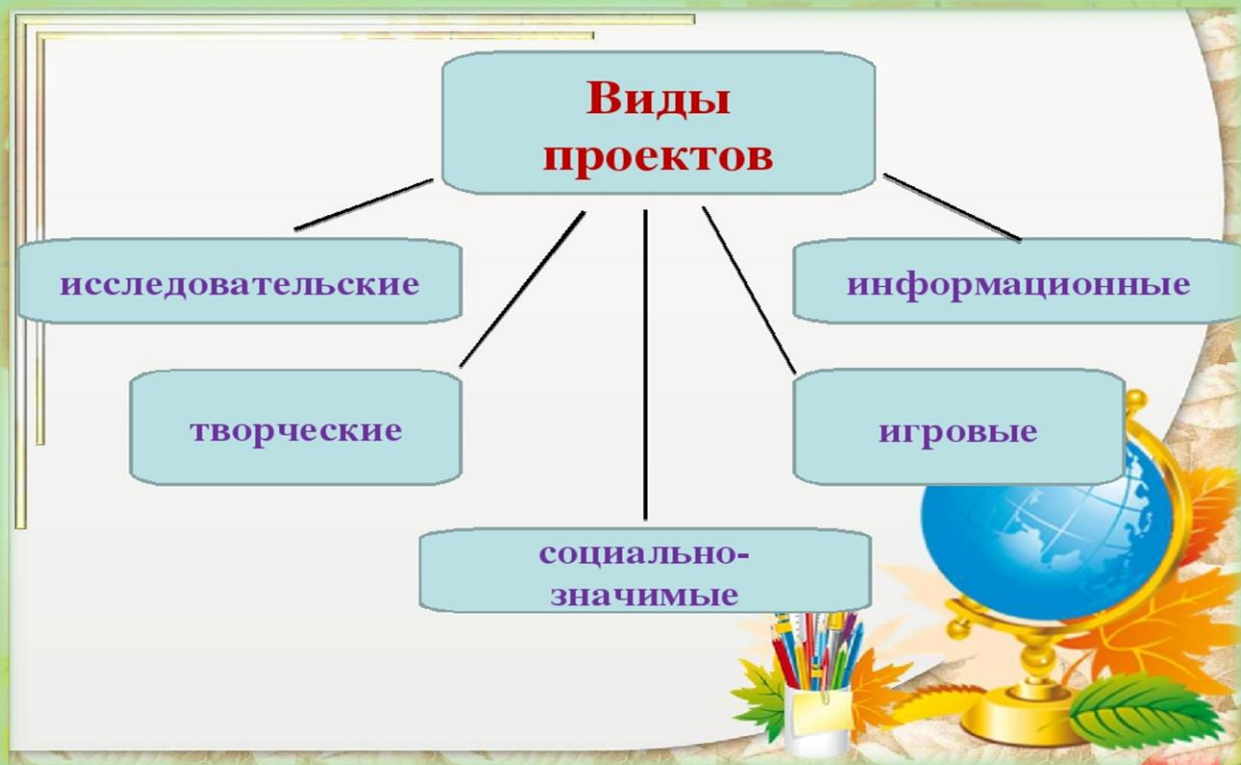 Виды
проектов
исследовательские
информационные
творческие
игровые
социально-
значимые